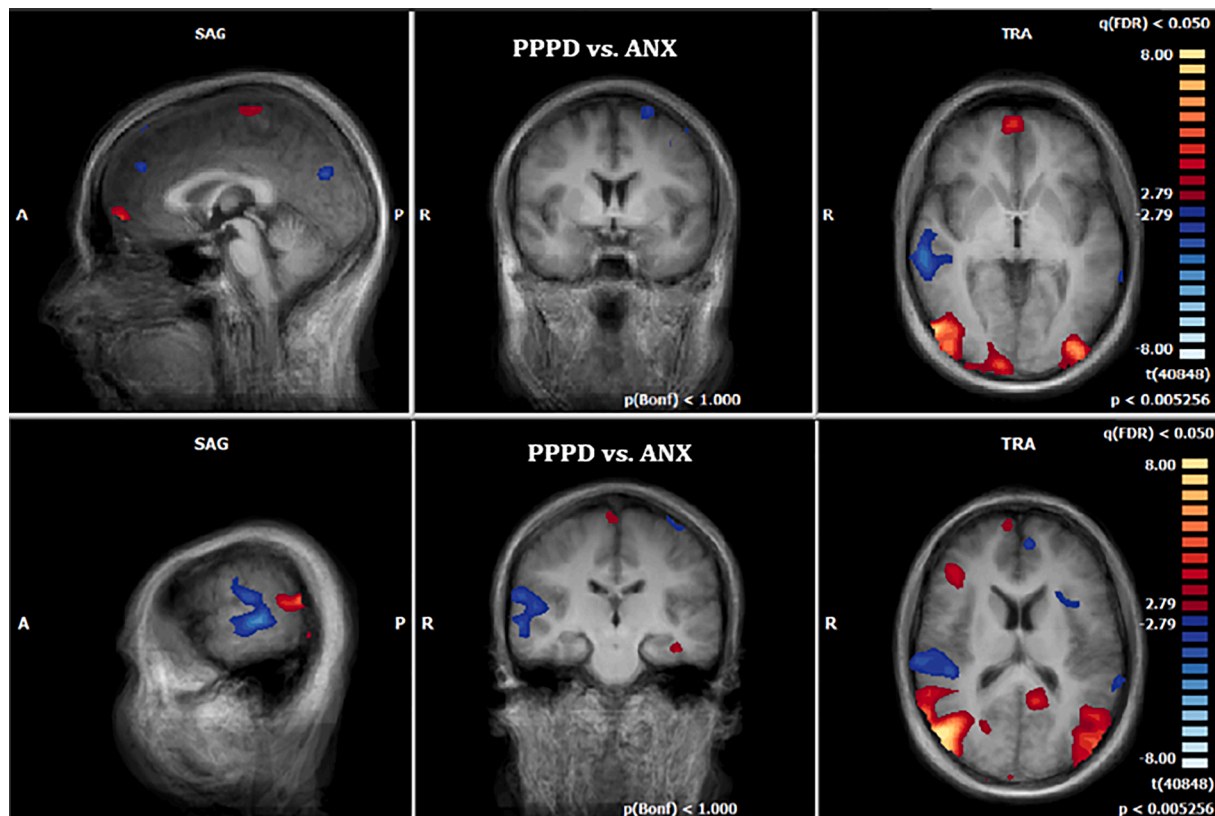 SAG
PPPD vs. ANX
TRA
q(FDR) < 0.050
8.00
A
P
R
R
2.79
-2.79
-8.00
t(40848)
p(Bonf) < 1.000
p < 0.005256
SAG
PPPD vs. ANX
TRA
q(FDR) < 0.050
8.00
A
P
R
R
2.79
-2.79
-8.00
t(40848)
p(Bonf) < 1.000
p < 0.005256